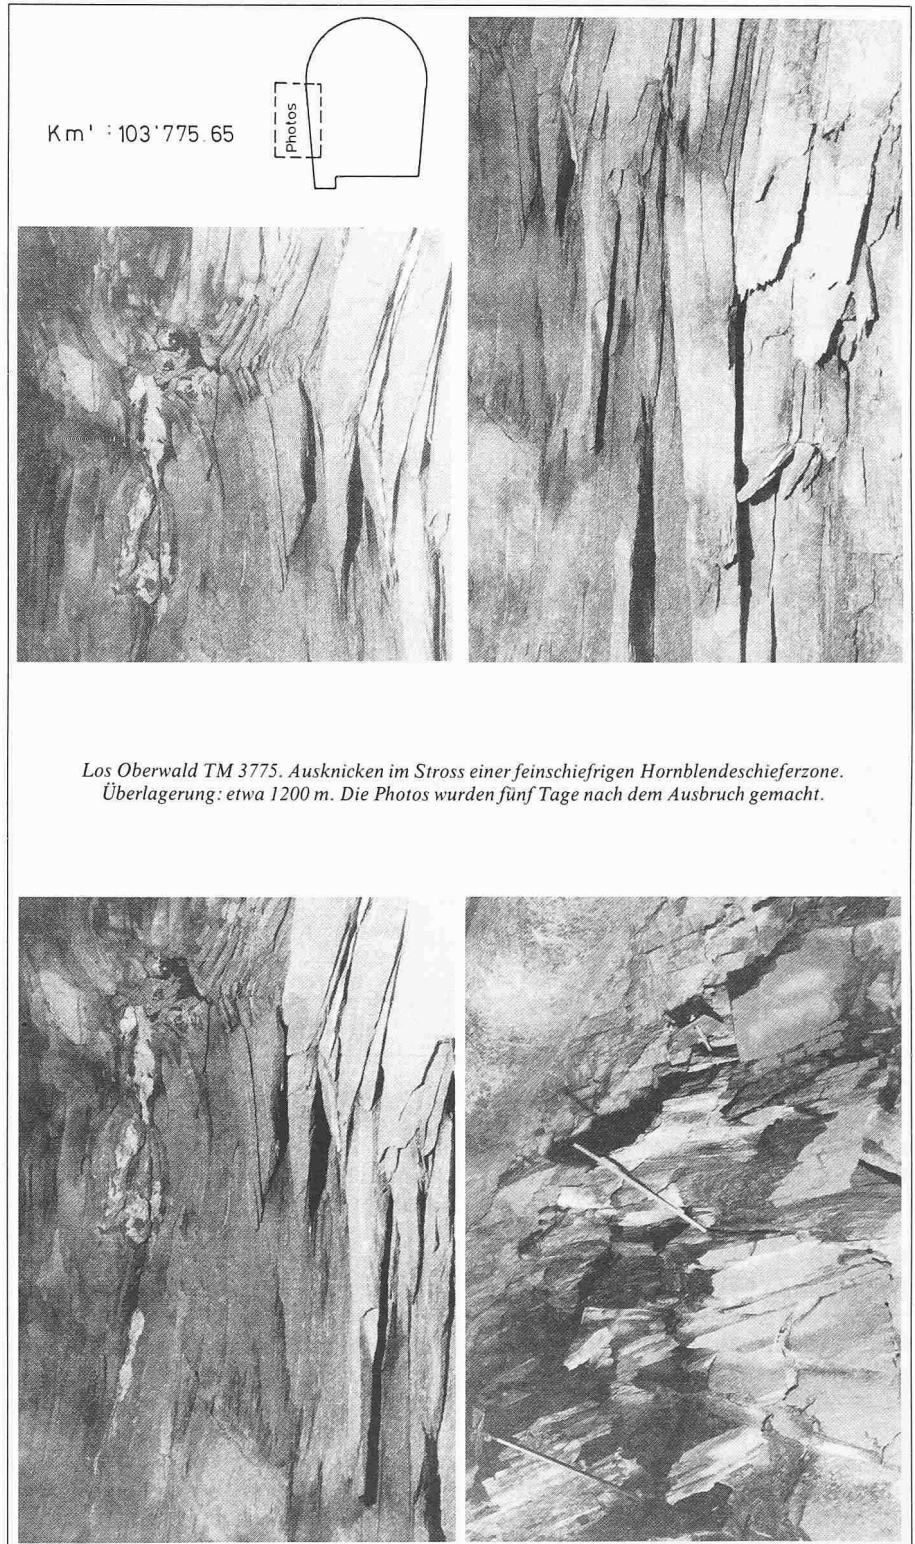 Km' : 103'775.65
Photos
Los Oberwald TM 3775. Ausknicken im Stross einer feinschiefrigen Hornblendeschieferzone.
Überlagerung: etwa 1200 m. Die Photos wurden fünf Tage nach dem Ausbruch gemacht.